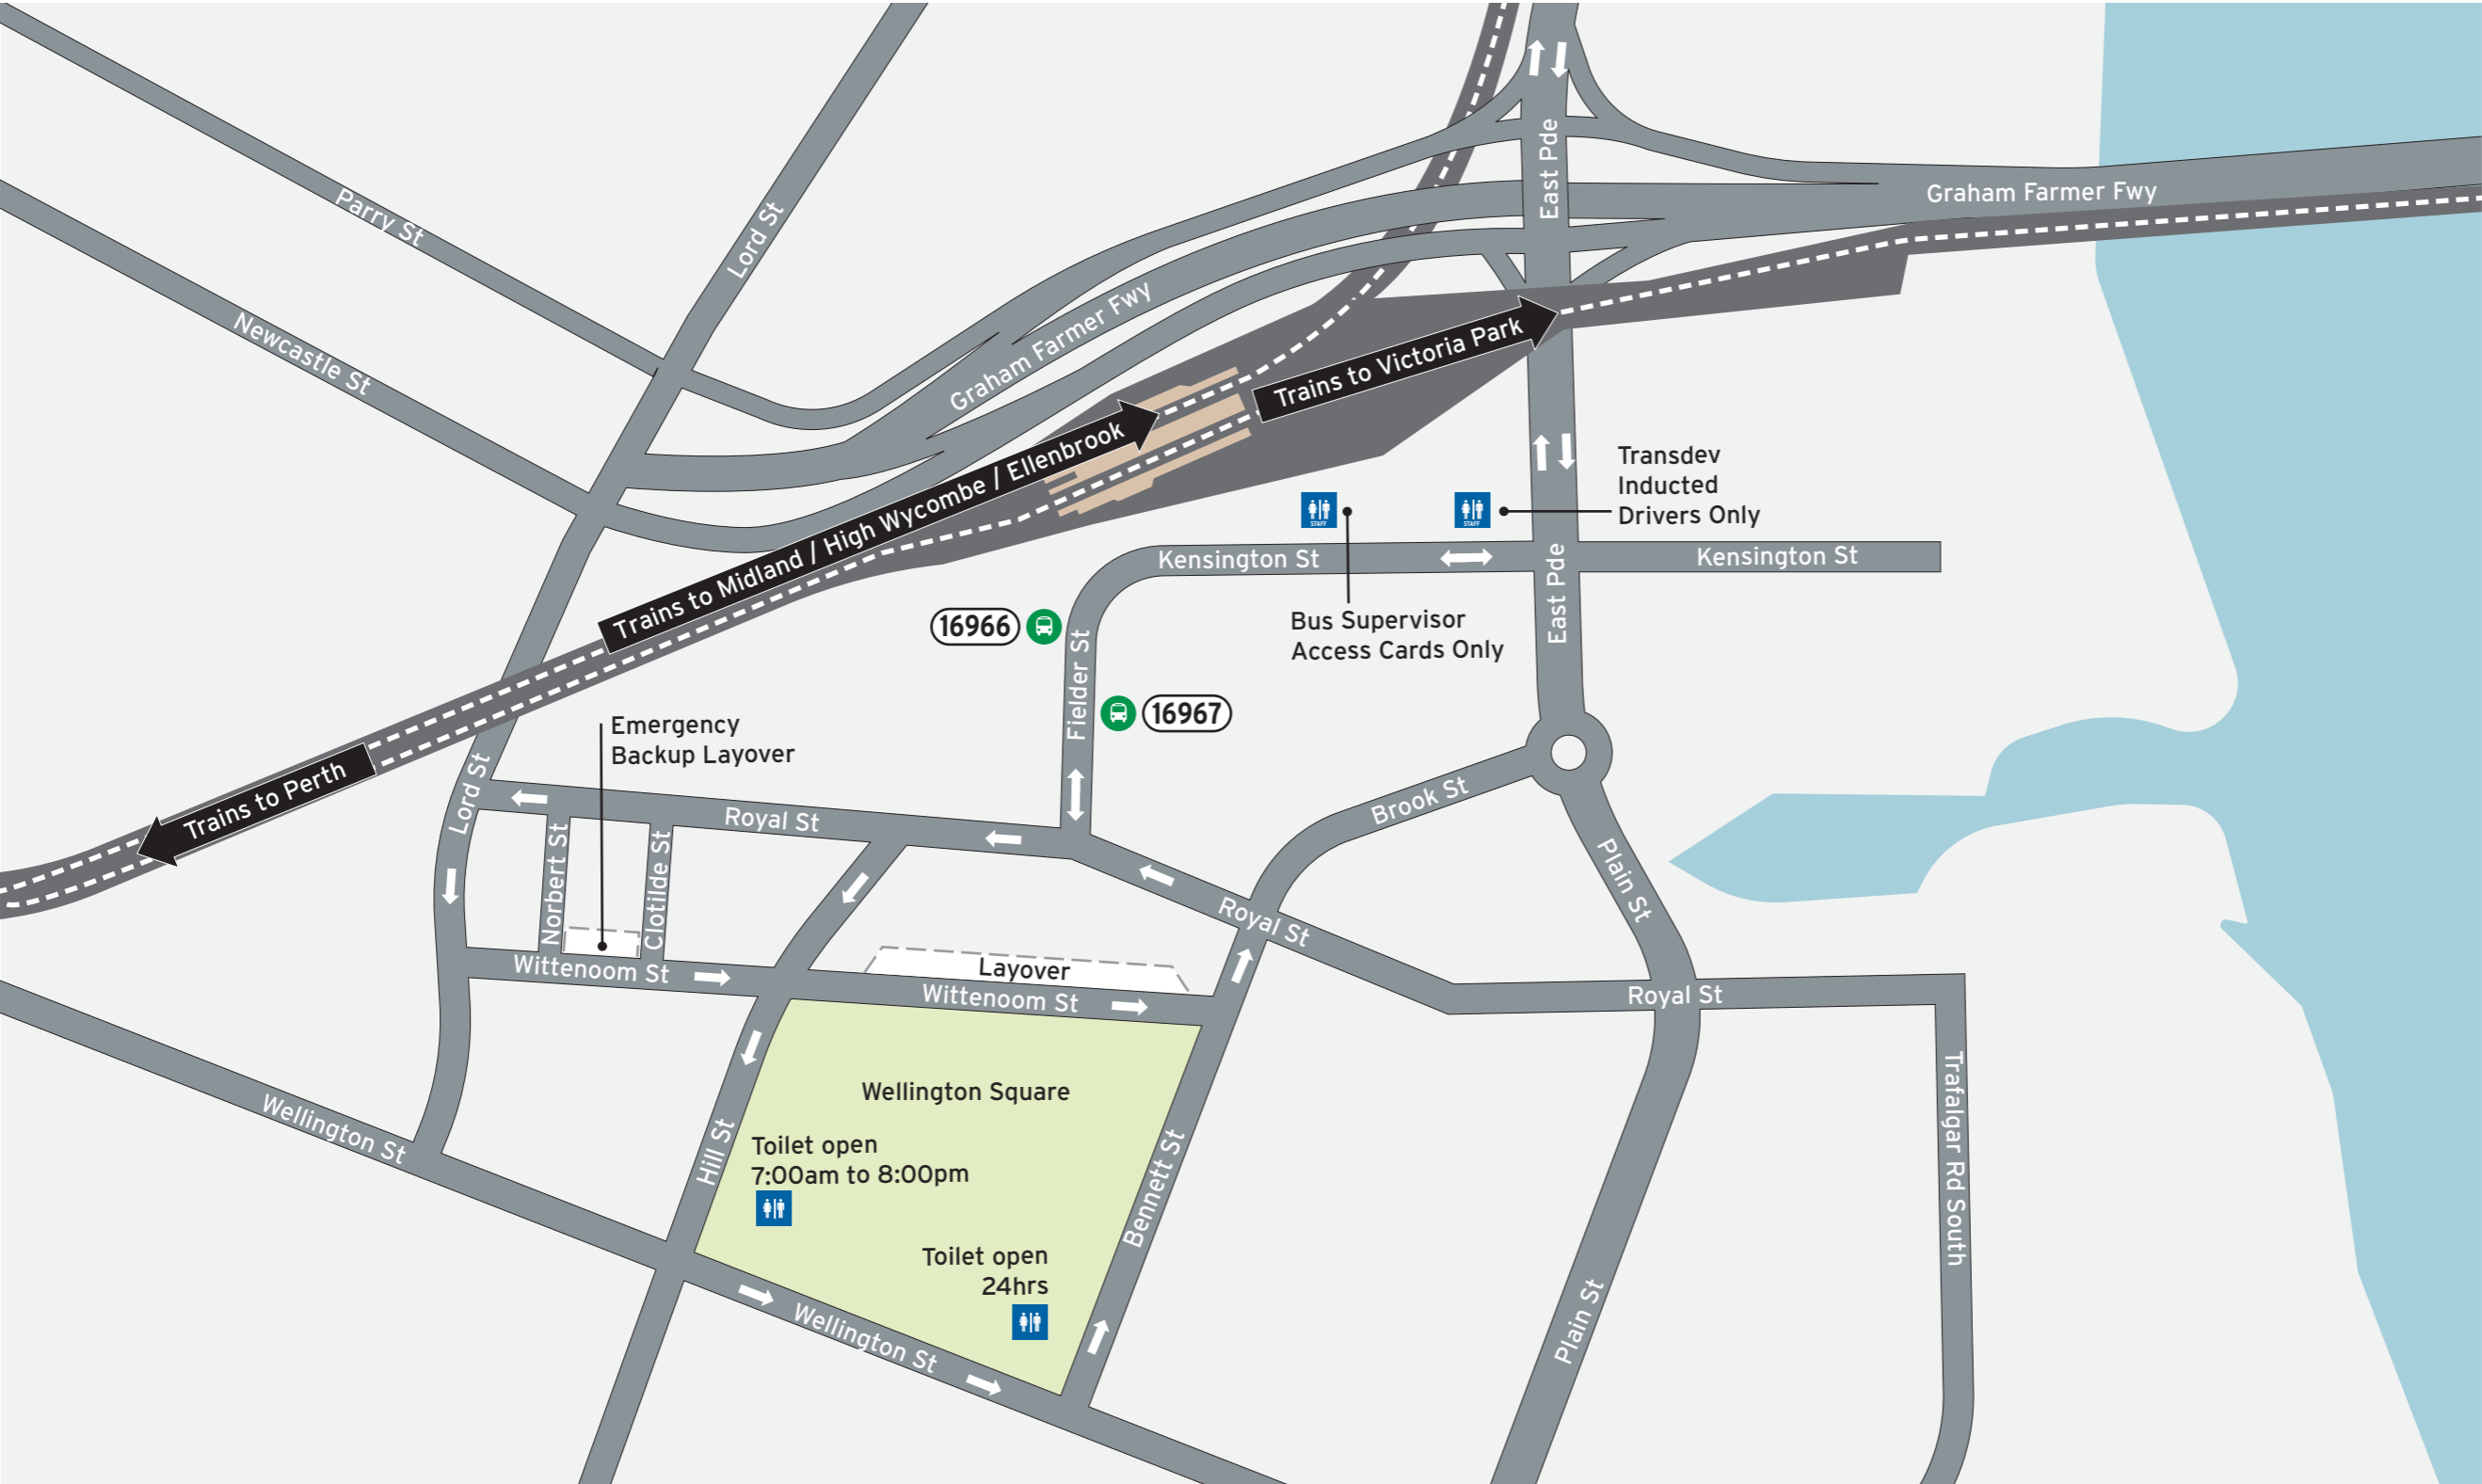 Parry St
Lord St
East Pde
Graham Farmer Fwy
Newcastle St
Graham Farmer Fwy
Trains to Victoria Park
Trains to Midland / High Wycombe / Ellenbrook
Transdev
Inducted
Drivers Only
STAFF
STAFF
Kensington St
Kensington St
East Pde
Bus Supervisor
Access Cards Only
16966
Fielder St
16967
Emergency
Backup Layover
Trains to Perth
Lord St
Royal St
Brook St
Norbert St
Clotilde St
Plain St
Royal St
Wittenoom St
Layover
Wittenoom St
Royal St
Wellington Square
Wellington St
Hill St
Toilet open
7:00am to 8:00pm
Bennett St
Trafalgar Rd South
Toilet open
24hrs
Wellington St
Plain St